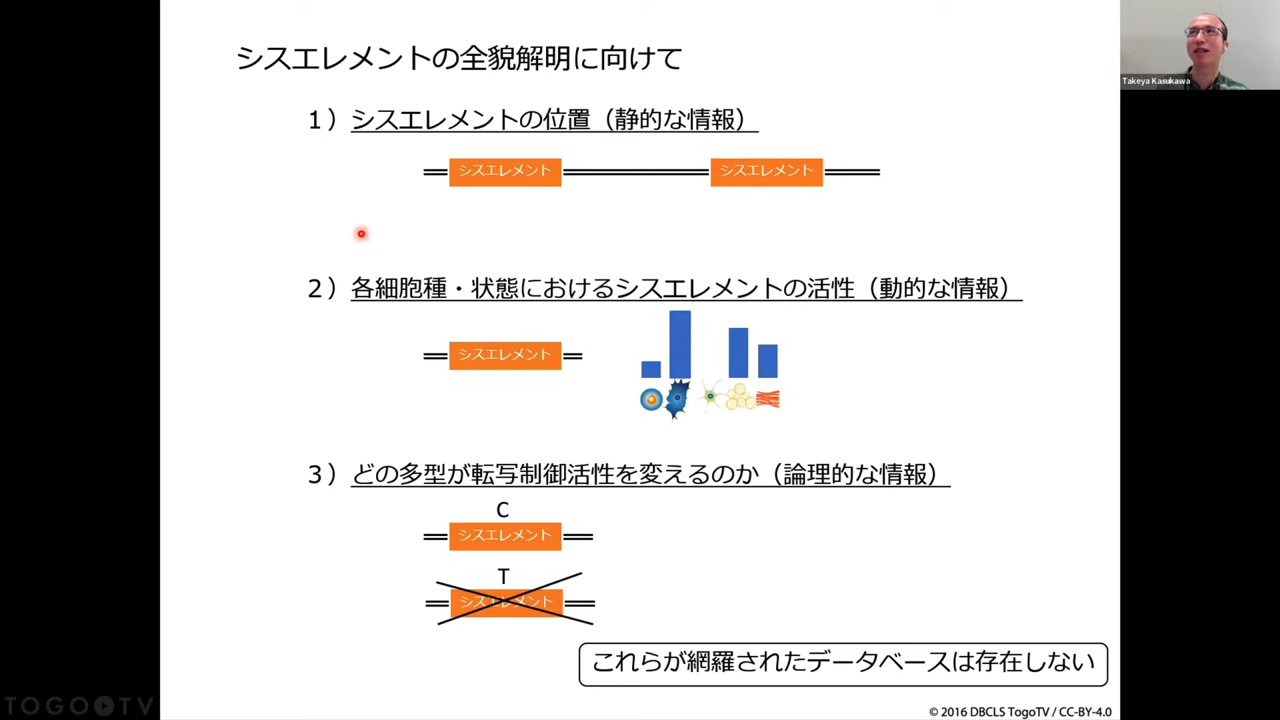 シスエレメントの全貌解明に向けて
Takeya Kasukawa
１）シスエレメントの位置（静的な情報）
シスエレメント シスエレメント
２）各細胞種・状態におけるシスエレメントの活性（動的な情報）
シスエレメント
３）どの多型が転写制御活性を変えるのか（論理的な情報）
C
シスエレメント
T
シスエレメント
これらが網羅されたデータベースは存在しない
TOGO TV
© 2016 DBCLS TogoTV / CC-BY-4.0